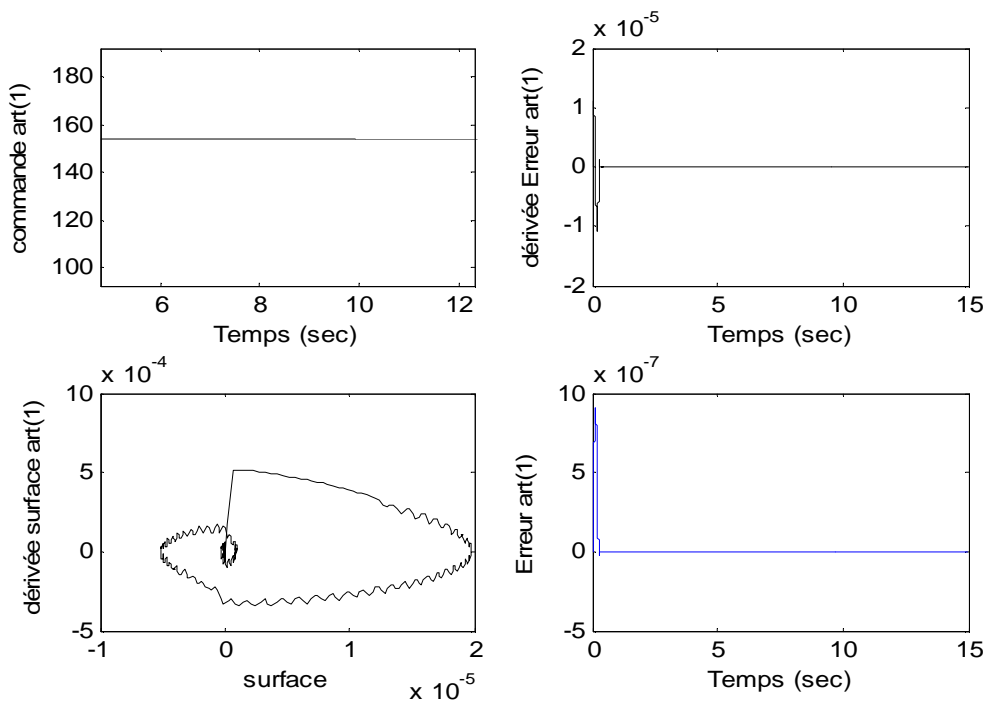 commande art(1)
180
160
140
120
100
6
8
10
12
Temps (sec)
x 10^-5
dérivée Erreur art(1)
2
1
0
-1
-2
0
5
10
15
Temps (sec)
x 10^-4
dérivée surface art(1)
10
5
0
-5
-1
0
1
2
surface
x 10^-5
x 10^-7
Erreur art(1)
10
5
0
-5
0
5
10
15
Temps (sec)